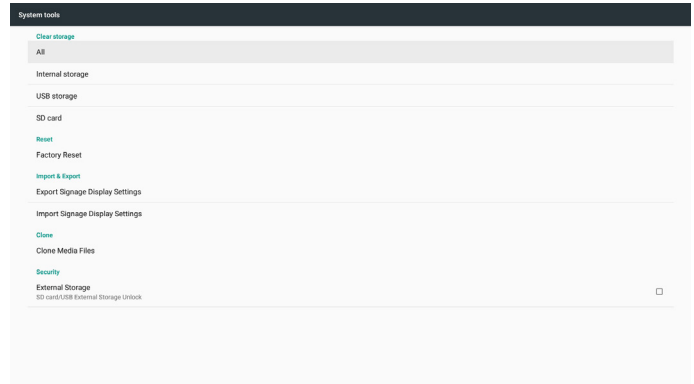 System tools
Clear storage
All
Internal storage
USB storage
SD card
Reset
Factory Reset
Import & Export
Export Signage Display Settings
Import Signage Display Settings
Clone
Clone Media Files
Security
External Storage
SD card/USB External Storage Unlock